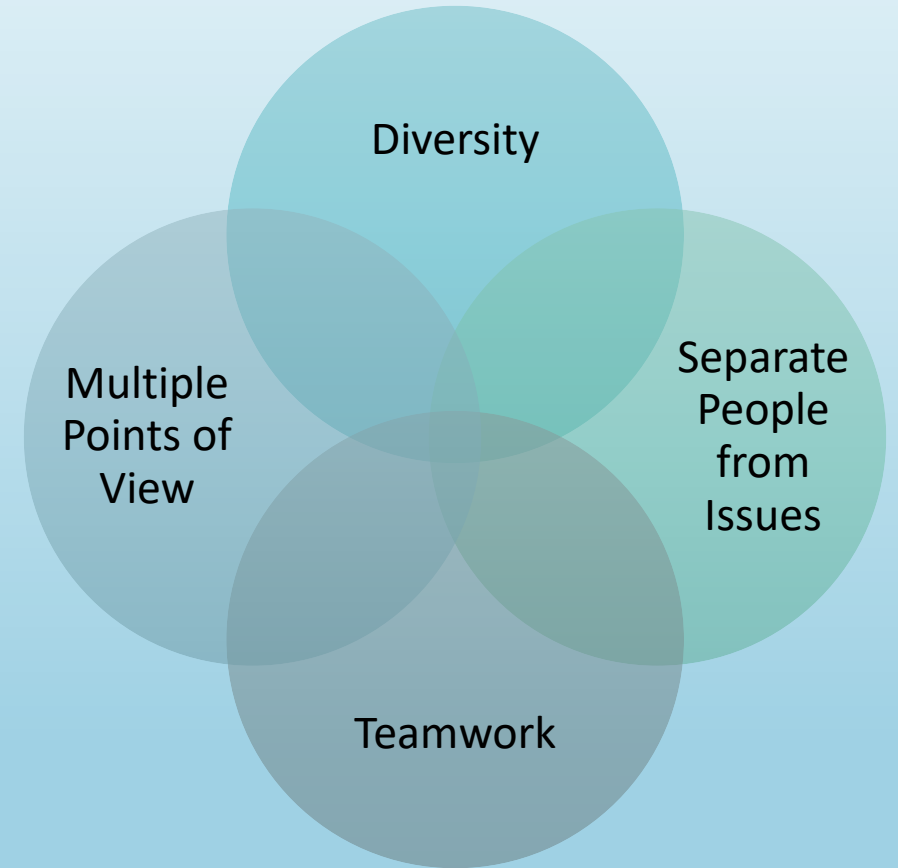 Diversity
Multiple
Points of
View
Separate
People
from
Issues
Teamwork